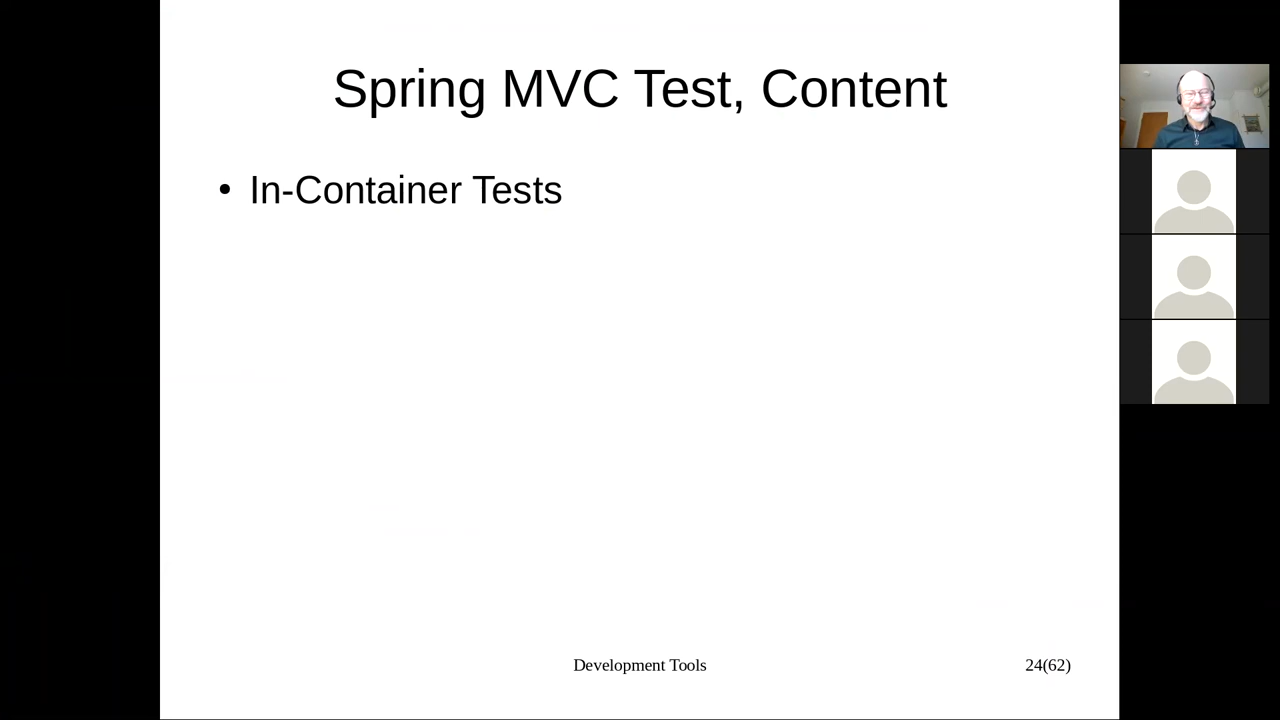 Spring MVC Test, Content
• In-Container Tests
Development Tools
24(62)